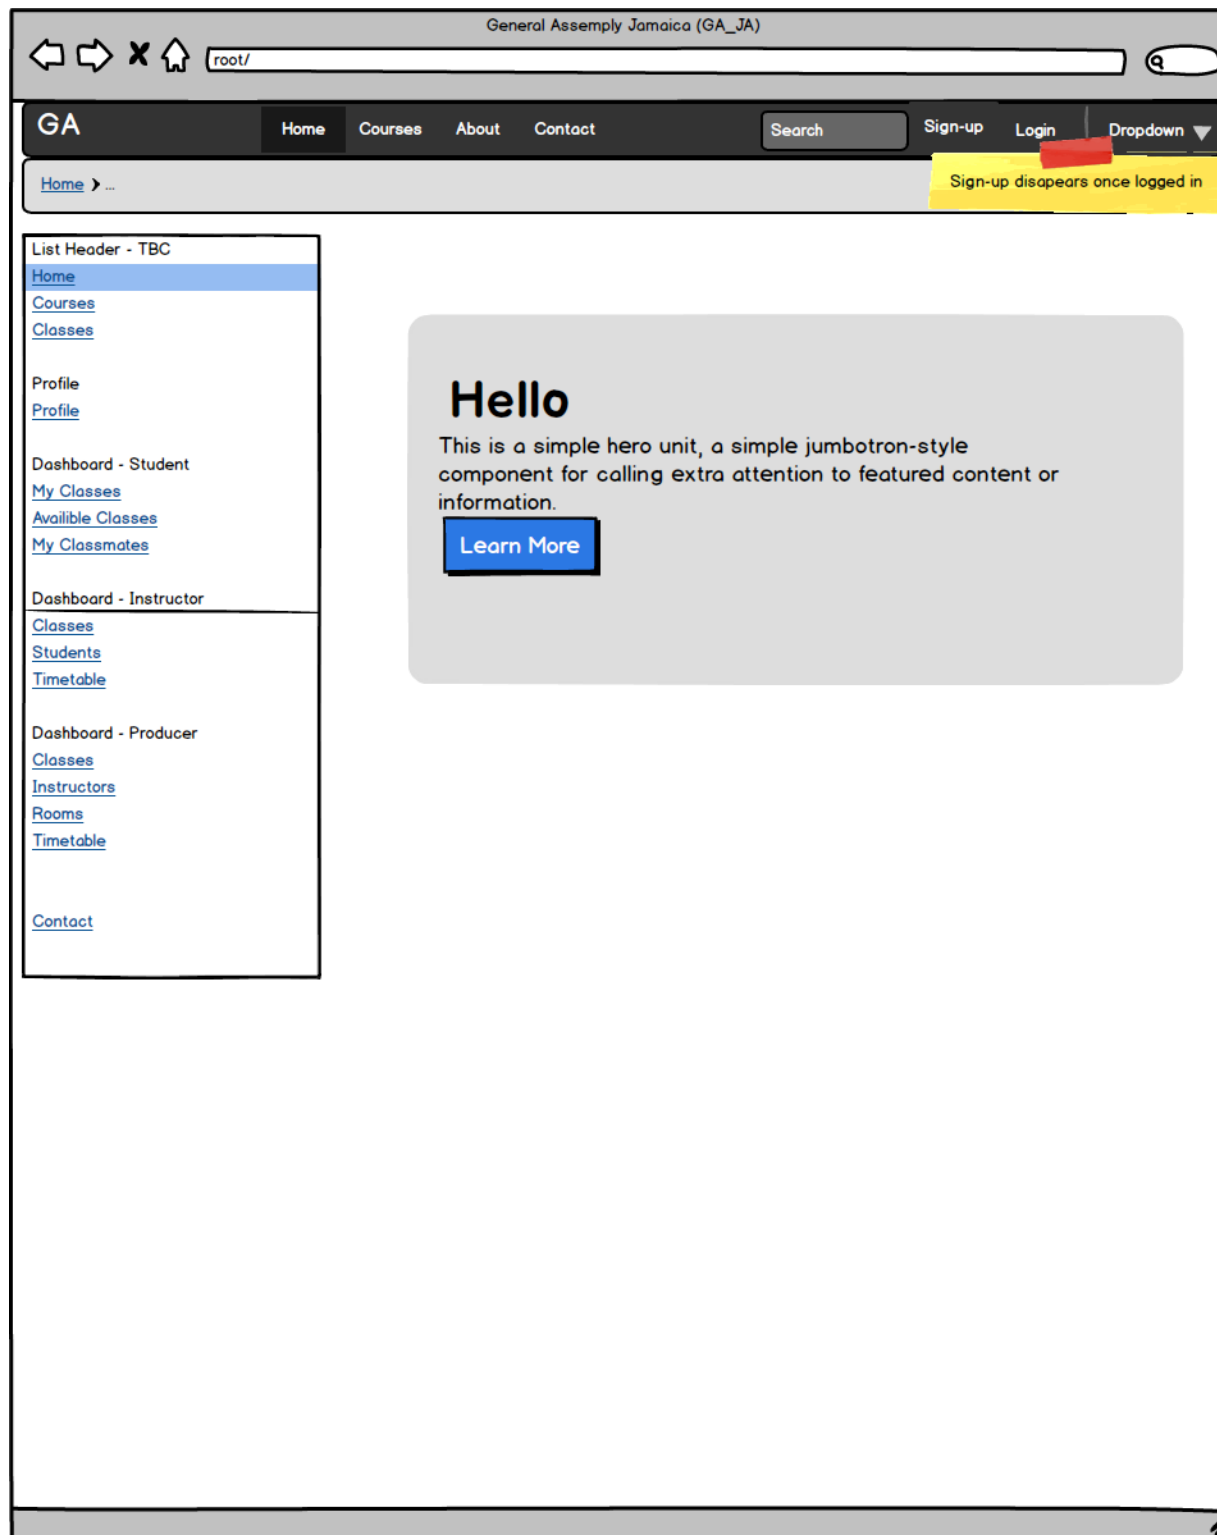 General Assemply Jamaica (GA_JA)
root/
GA Home Courses About Contact Search Sign-up Login Dropdown
Home ...
Sign-up disapears once logged in
List Header - TBC
Home
Courses
Classes
Profile
Profile
Dashboard - Student
My Classes
Availible Classes
My Classmates
Dashboard - Instructor
Classes
Students
Timetable
Dashboard - Producer
Classes
Instructors
Rooms
Timetable
Contact
Hello
This is a simple hero unit, a simple jumbotron-style
component for calling extra attention to featured content or
information.
Learn More